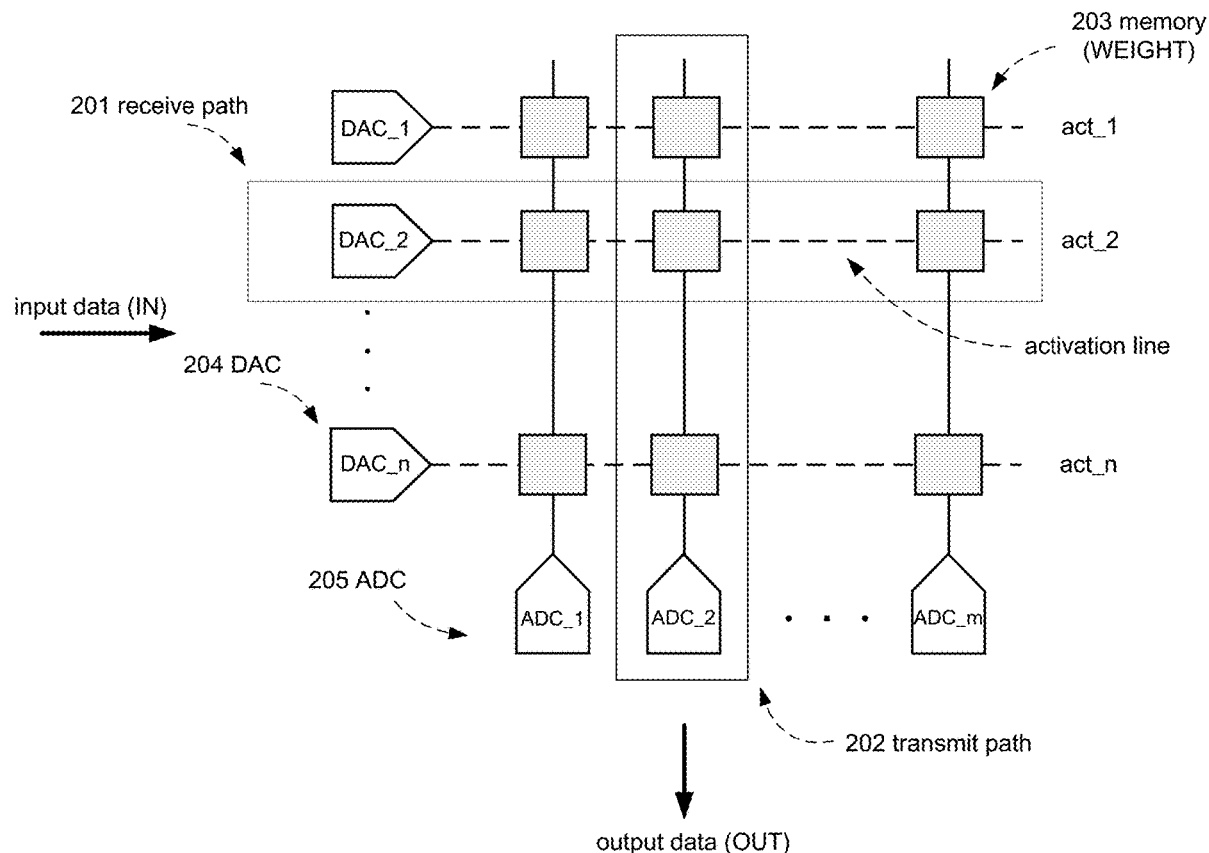 203 memory
(WEIGHT)
201 receive path
DAC_1
act_1
DAC_2
act_2
input data (IN)
activation line
204 DAC
DAC_n
act_n
205 ADC
ADC_1
ADC_2
ADC_m
202 transmit path
output data (OUT)